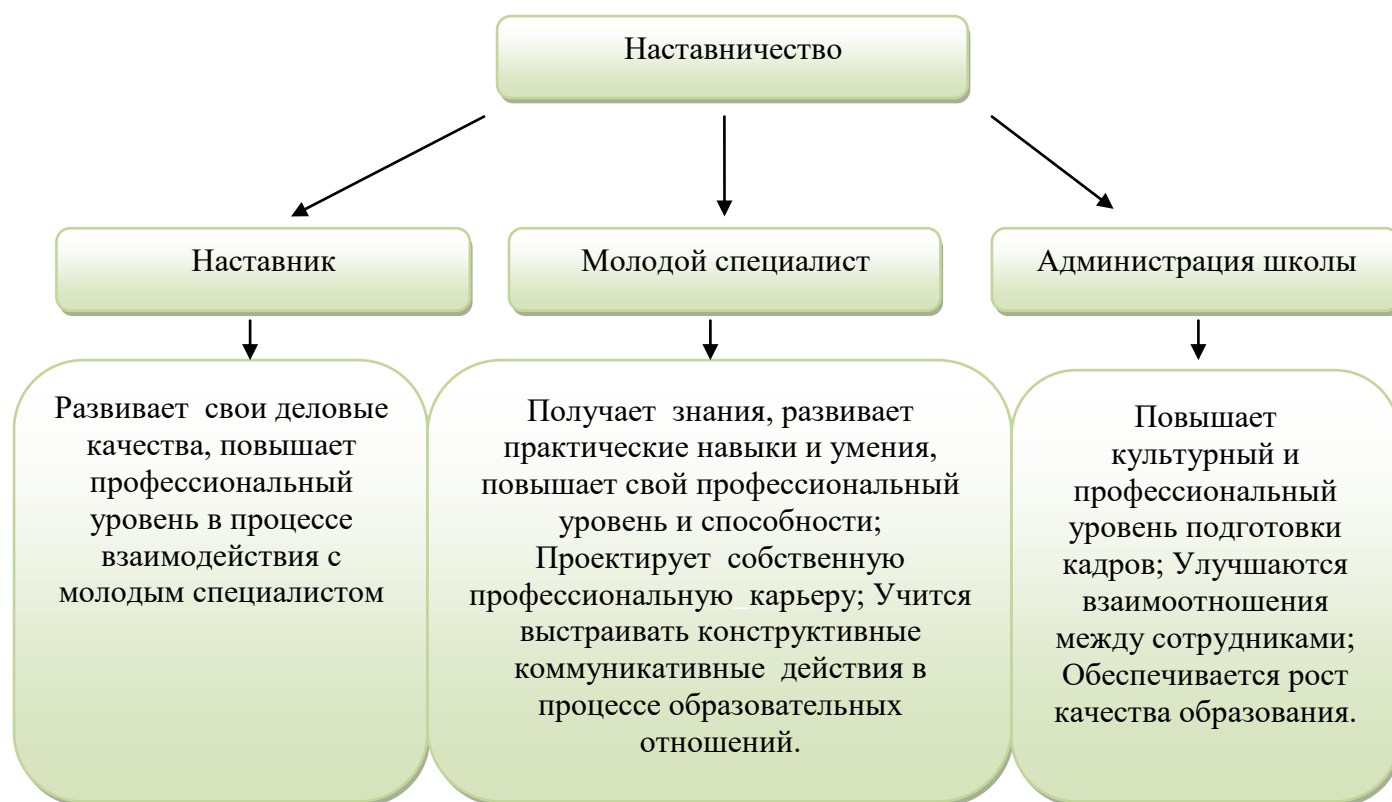 Наставничество
Наставник
Молодой специалист
Администрация школы
Развивает  свои деловые
качества, повышает
профессиональный
уровень в процессе
взаимодействия с
молодым специалистом
Получает  знания, развивает
практические навыки и умения,
повышает свой профессиональный
уровень и способности;
Проектирует  собственную
профессиональную_карьеру; Учится
выстраивать конструктивные
коммуникативные  действия в
процессе образовательных
отношений.
Повышает
культурный и
профессиональный
уровень подготовки
кадров; Улучшаются
взаимоотношения
между сотрудниками;
Обеспечивается рост
качества образования.